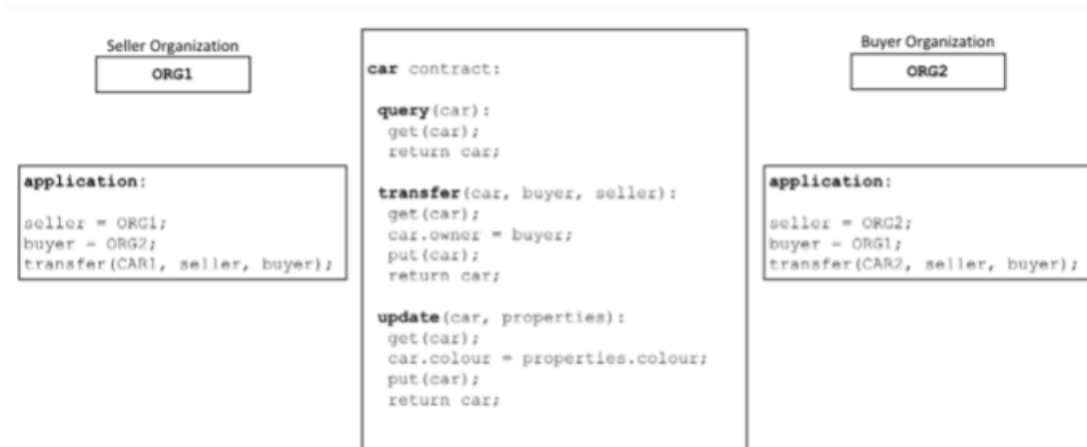 Seller Organization
ORG1
application:
seller = ORG1;
buyer = ORG2;
transfer(CAR1, seller, buyer);
car contract:
query(car):
get(car);
return car;
transfer(car, buyer, seller):
get(car);
car.owner = buyer;
put(car);
return car;
update(car, properties):
get(car);
car.colour = properties.colour;
put(car);
return car;
Buyer Organization
ORG2
application:
seller = ORG2;
buyer = ORG1;
transfer(CAR2, seller, buyer);